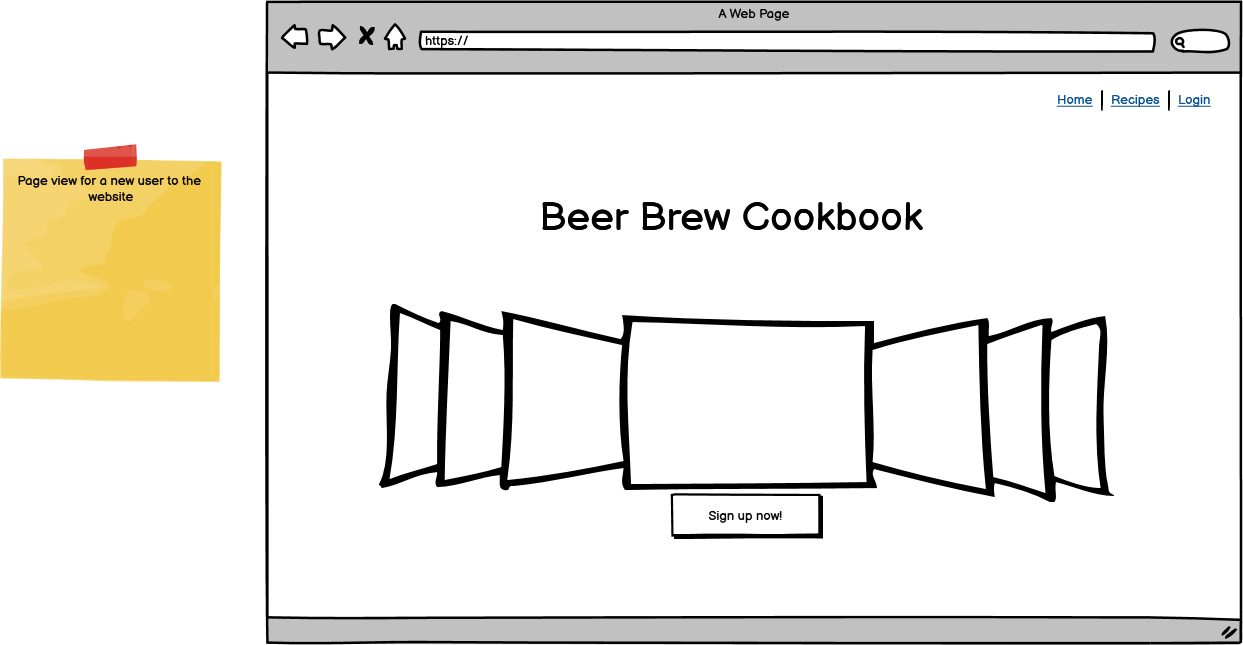 A Web Page
https://
Home | Recipes | Login
Page view for a new user to the
website
Beer Brew Cookbook
Sign up now!